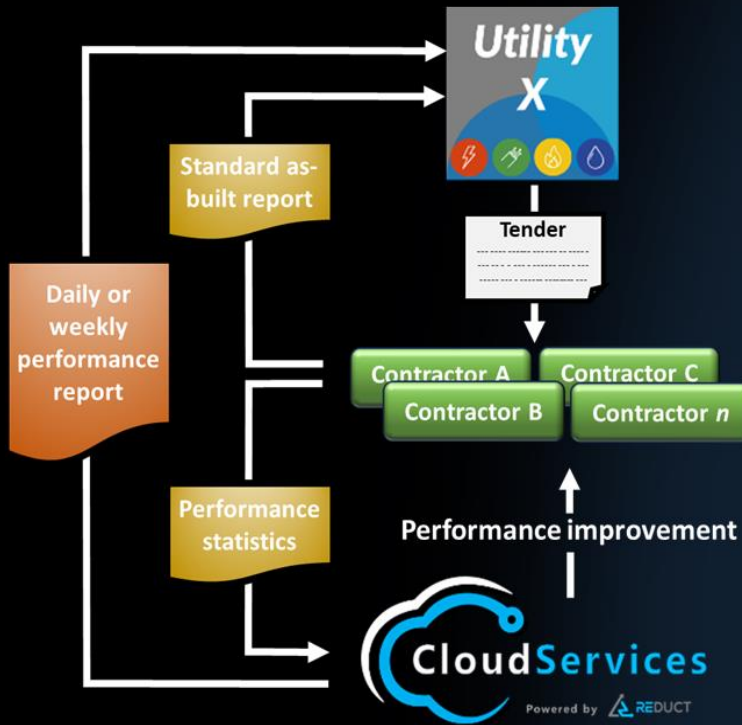 Utility
X
Standard as-
built report
Tender
Daily or
weekly
performance
report
Contractor A
Contractor C
Contractor B
Contractor n
Performance
statistics
Performance improvement
CloudServices
Powered by REDUCT